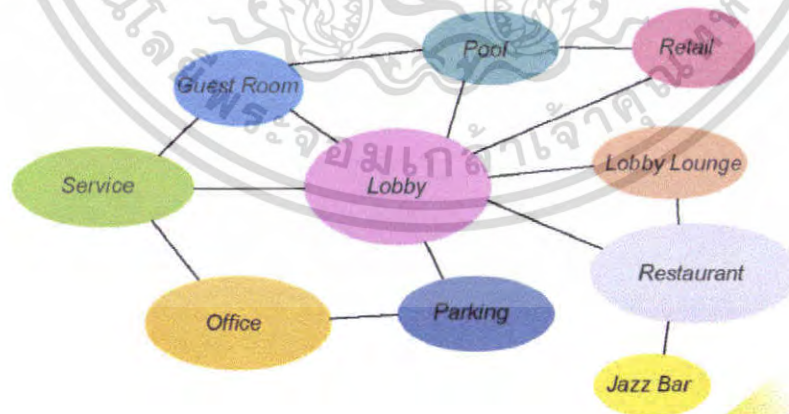 Pool
Retail
Guest Room
Lobby Lounge
Service
Lobby
Restaurant
Office
Parking
Jazz Bar